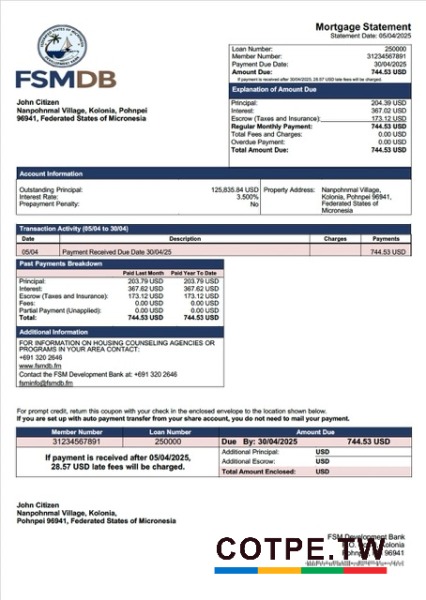 Mortgage Statement
Statement Date: 05/04/2025
FSMDB
Loan Number: 250000
Member Number: 31234567891
Payment Due Date: 30/04/2025
Amount Due: 744.53 USD
If payment is received after 30/04/2025, 28.57 USD late fees will be charged.
John Citizen
Nanpohnmal Village, Kolonia, Pohnpei
96941, Federated States of Micronesia
Explanation of Amount Due
Principal: 204.39 USD
Interest: 367.02 USD
Escrow (Taxes and Insurance): 173.12 USD
Regular Monthly Payment: 744.53 USD
Total Fees and Charges: 0.00 USD
Overdue Payment: 0.00 USD
Total Amount Due: 744.53 USD
Account Information
Outstanding Principal: 125,835.84 USD
Interest Rate: 3.500%
Prepayment Penalty: No
Property Address: Nanpohnmal Village,
Kolonia, Pohnpei 96941,
Federated States of
Micronesia
Transaction Activity (05/04 to 30/04)
Date Description Charges Payments
05/04 Payment Received Due Date 30/04/25 744.53 USD
Past Payments Breakdown
Paid Last Month Paid Year To Date
Principal: 203.79 USD 203.79 USD
Interest: 367.62 USD 367.62 USD
Escrow (Taxes and Insurance): 173.12 USD 173.12 USD
Fees: 0.00 USD 0.00 USD
Partial Payment (Unapplied): 0.00 USD 0.00 USD
Total: 744.53 USD 744.53 USD
Additional Information
FOR INFORMATION ON HOUSING COUNSELING AGENCIES OR
PROGRAMS IN YOUR AREA CONTACT:
+691 320 2646
www.fsmdb.fm
Contact the FSM Development Bank at: +691 320 2646
fsminfo@fsmdb.fm
For prompt credit, return this coupon with your check in the enclosed envelope to the location shown below.
If you are set up with auto payment transfer from your share account, you do not need to mail your payment.
Member Number Loan Number Amount Due
31234567891 250000 Due By: 30/04/2025 744.53 USD
If payment is received after 05/04/2025,
28.57 USD late fees will be charged.
Additional Principal: USD
Additional Escrow: USD
Total Amount Enclosed: USD
John Citizen
Nanpohnmal Village, Kolonia,
Pohnpei 96941, Federated States of Micronesia
FSM Development Bank
Kolonia
Pohnpei 96941
COTPE.TW